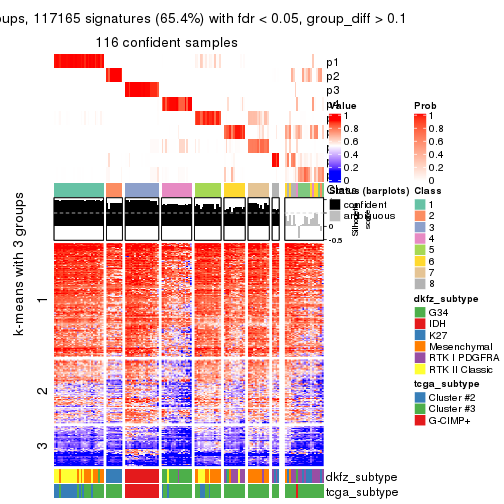 oups, 117165 signatures (65.4%) with fdr < 0.05, group_diff > 0.1
116 confident samples
p1
p2
p3
Value
1
0.8
0.6
0.4
0.2
0
Prob
1
0.8
0.6
0.4
0.2
0
Status (barplots)
confident
ambiguous
0
-0.5
Class
1
2
3
4
5
6
7
8
dkfz_subtype
G34
IDH
K27
Mesenchymal
RTK I PDGFRA
RTK II Classic
tcga_subtype
Cluster #2
Cluster #3
G-CIMP+
k-means with 3 groups
1
2
3
dkfz_subtype
tcga_subtype